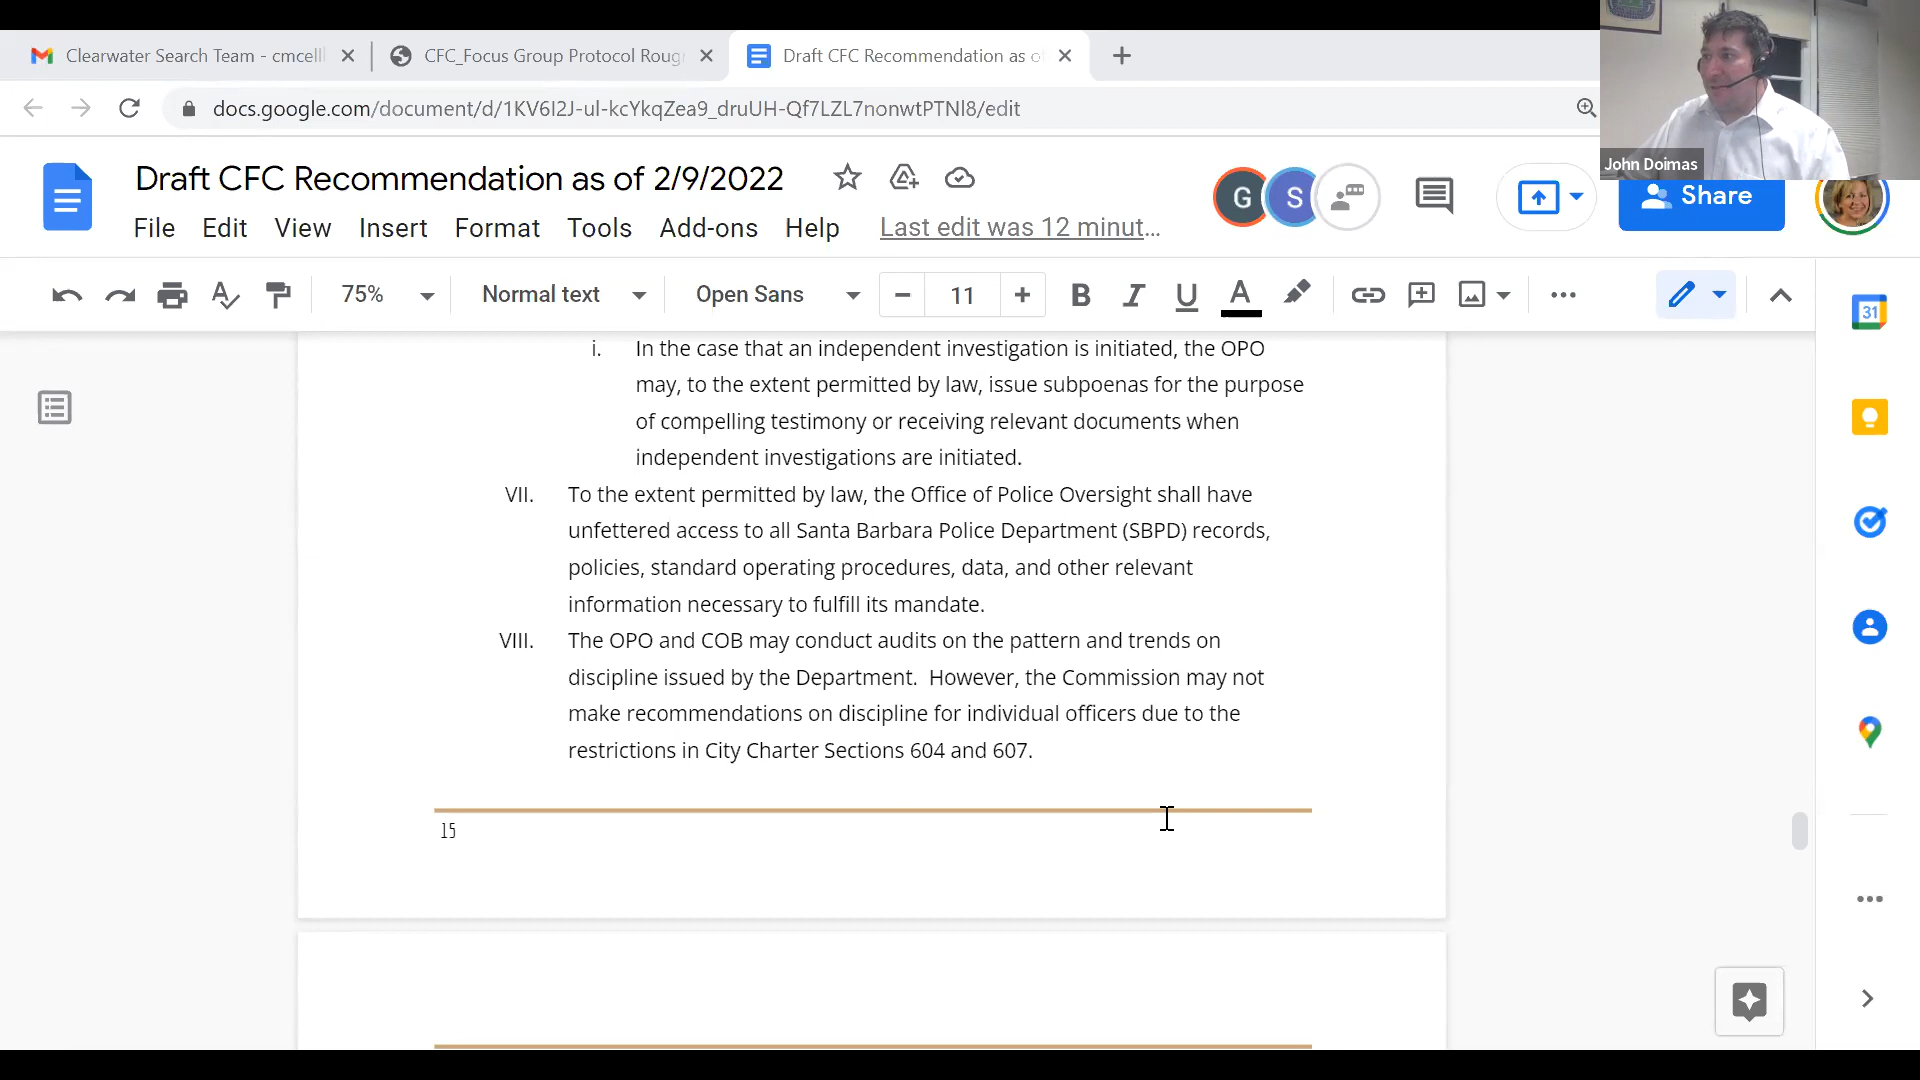 Clearwater Search Team - cmcell
CFC_Focus Group Protocol Roug
Draft CFC Recommendation as o
docs.google.com/document/d/1KV6I2J-ul-kcYkqZea9_druUH-Qf7LZL7nonwtPTNl8/edit
John Doimas
Draft CFC Recommendation as of 2/9/2022
G
S
Share
File Edit View Insert Format Tools Add-ons Help Last edit was 12 minut...
75% Normal text Open Sans 11 B I U A
31
i. In the case that an independent investigation is initiated, the OPO
may, to the extent permitted by law, issue subpoenas for the purpose
of compelling testimony or receiving relevant documents when
independent investigations are initiated.
VII. To the extent permitted by law, the Office of Police Oversight shall have
unfettered access to all Santa Barbara Police Department (SBPD) records,
policies, standard operating procedures, data, and other relevant
information necessary to fulfill its mandate.
VIII. The OPO and COB may conduct audits on the pattern and trends on
discipline issued by the Department. However, the Commission may not
make recommendations on discipline for individual officers due to the
restrictions in City Charter Sections 604 and 607.
15